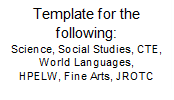 Template for the
following:
Science, Social Studies, CTE,
World Languages,
HPELW, Fine Arts, JROTC